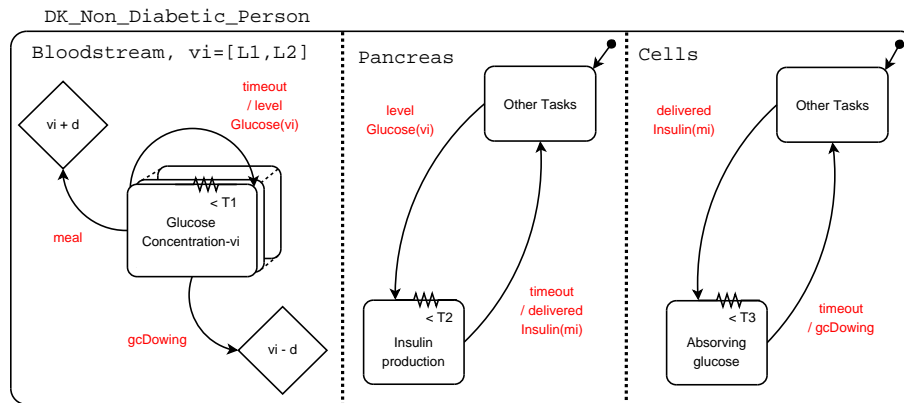 DK_Non_Diabetic_Person
Bloodstream, vi=[L1,L2]
vi + d
timeout
/ level
Glucose(vi)
< T1
Glucose
Concentration-vi
meal
gcDowing
vi - d
Pancreas
Other Tasks
level
Glucose(vi)
timeout
/ delivered
Insulin(mi)
< T2
Insulin
production
Cells
Other Tasks
delivered
Insulin(mi)
timeout
/ gcDowing
< T3
Absorving
glucose